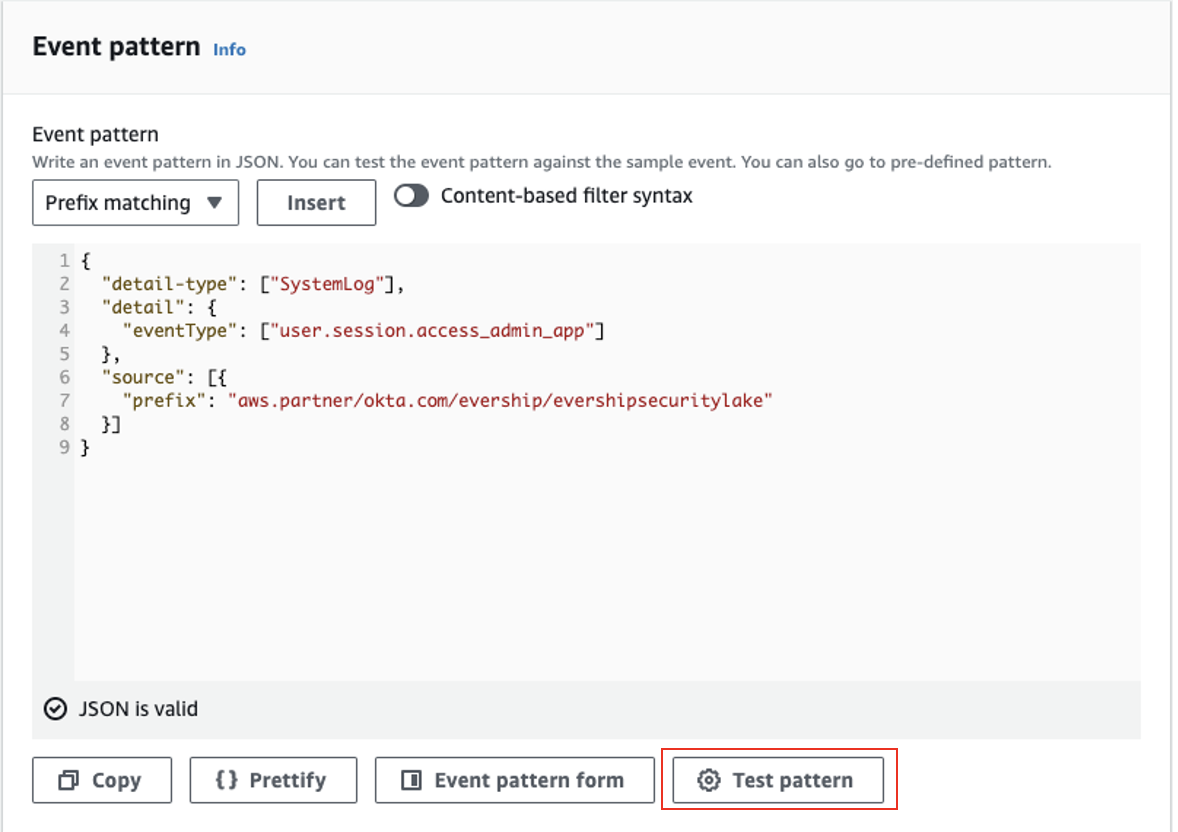 Event pattern Info
Event pattern
Write an event pattern in JSON. You can test the event pattern against the sample event. You can also go to pre-defined pattern.
Prefix matching Insert Content-based filter syntax
1 {
2   "detail-type": ["SystemLog"],
3   "detail": {
4     "eventType": ["user.session.access_admin_app"]
5   },
6   "source": [{
7     "prefix": "aws.partner/okta.com/evership/evershipsecuritylake"
8   }]
9 }
JSON is valid
Copy {} Prettify Event pattern form Test pattern